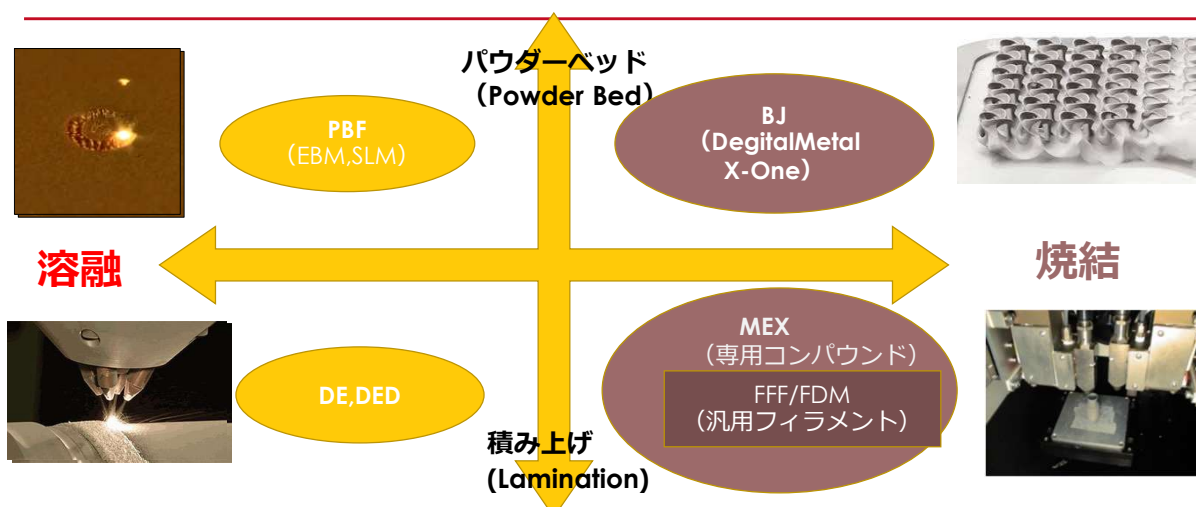 パウダーベッド
（Powder Bed）
PBF
（EBM,SLM）
BJ
（DegitalMetal
X-One）
溶融
焼結
DE,DED
MEX
（専用コンパウンド）
FFF/FDM
（汎用フィラメント）
積み上げ
(Lamination)